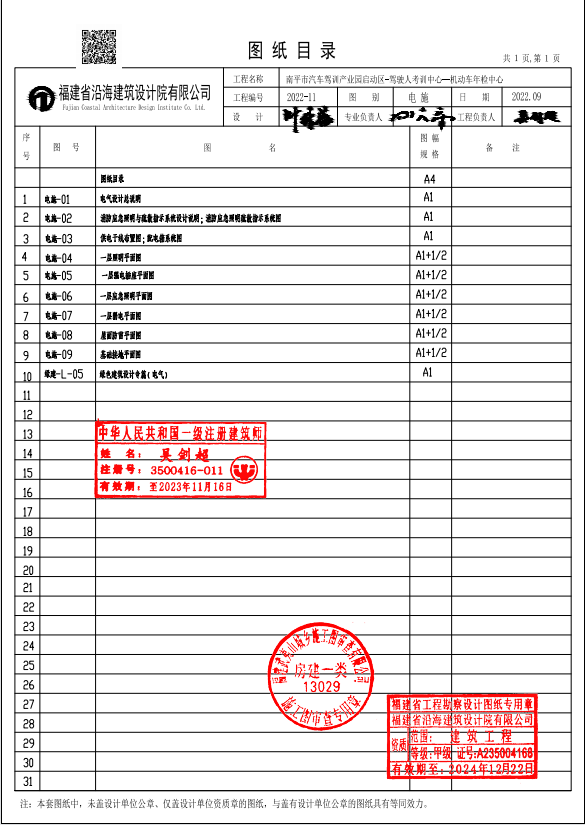 图纸目录
共 1 页,第 1 页
福建省沿海建筑设计院有限公司
Fujian Coastal Architecture Design Institute Co. Ltd.
工程名称 南平市汽车驾训产业园启动区-驾驶人考训中心—机动车年检中心
工程编号 2022-11 图 别 电 施 日 期 2022.09
设 计 专业负责人 工程负责人
序号 图 号 图 名 图幅规格 备 注
图纸目录 A4
1 电施-01 电气设计总说明 A1
2 电施-02 消防应急照明与疏散指示系统设计说明; 消防应急照明疏散指示系统图 A1
3 电施-03 供电干线布置图; 配电箱系统图 A1
4 电施-04 一层照明平面图 A1+1/2
5 电施-05 一层弱电插座平面图 A1+1/2
6 电施-06 一层应急照明平面图 A1+1/2
7 电施-07 一层弱电平面图 A1+1/2
8 电施-08 屋面防雷平面图 A1+1/2
9 电施-09 基础接地平面图 A1+1/2
10 绿建-L-05 绿色建筑设计专篇(电气) A1
11
12
13
14
15
16
17
18
19
20
21
22
23
24
25
26
27
28
29
30
31
中华人民共和国一级注册建筑师
姓 名: 吴剑超
注册号: 3500416-011
有效期: 至2023年11月16日
房建一类
13029
施工图审查专用章
福建省工程勘察设计图纸专用章
福建省沿海建筑设计院有限公司
资质 范围: 建筑工程
等级:甲级 证号:A235004168
有效期至:2024年12月22日
注: 本套图纸中, 未盖设计单位公章、仅盖设计单位资质章的图纸, 与盖有设计单位公章的图纸具有等同效力。